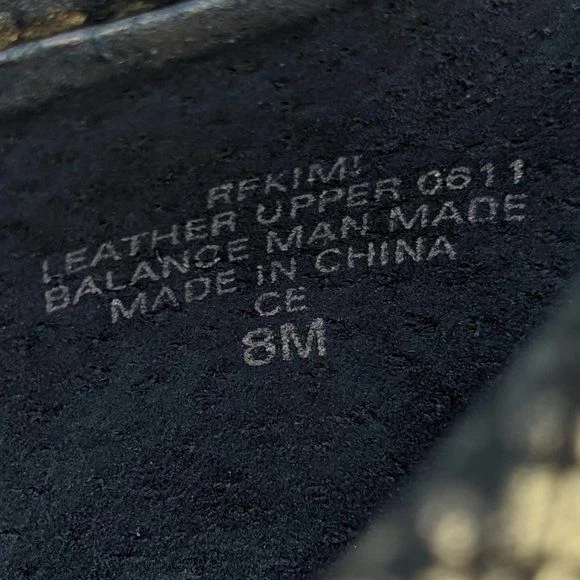 RFKIMI
LEATHER UPPER 0611
BALANCE MAN MADE
MADE IN CHINA
CE
8M